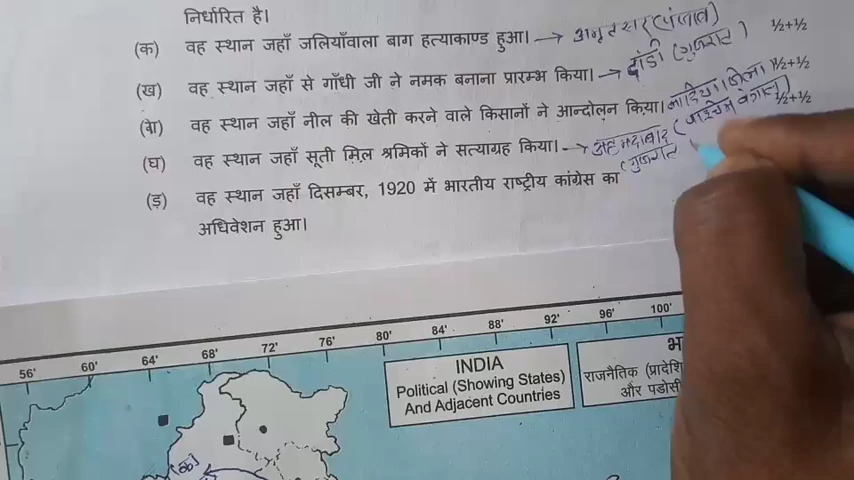 निर्धारित है।
(क) वह स्थान जहाँ जलियाँवाला बाग हत्याकाण्ड हुआ। → अमृतसर (पंजाब) ½+½
(ख) वह स्थान जहाँ से गाँधी जी ने नमक बनाना प्रारम्भ किया। → दांडी (गुजरात) ½+½
(ग) वह स्थान जहाँ नील की खेती करने वाले किसानों ने आन्दोलन किया। नादिया जिला (पश्चिम बंगाल) ½+½
(घ) वह स्थान जहाँ सूती मिल श्रमिकों ने सत्याग्रह किया। → अहमदाबाद (गुजरात
(ड़) वह स्थान जहाँ दिसम्बर, 1920 में भारतीय राष्ट्रीय कांग्रेस का
अधिवेशन हुआ।
56' 60' 64' 68' 72' 76' 80' 84' 88' 92' 96' 100'
INDIA
Political (Showing States)
And Adjacent Countries
राजनैतिक
और
(क)